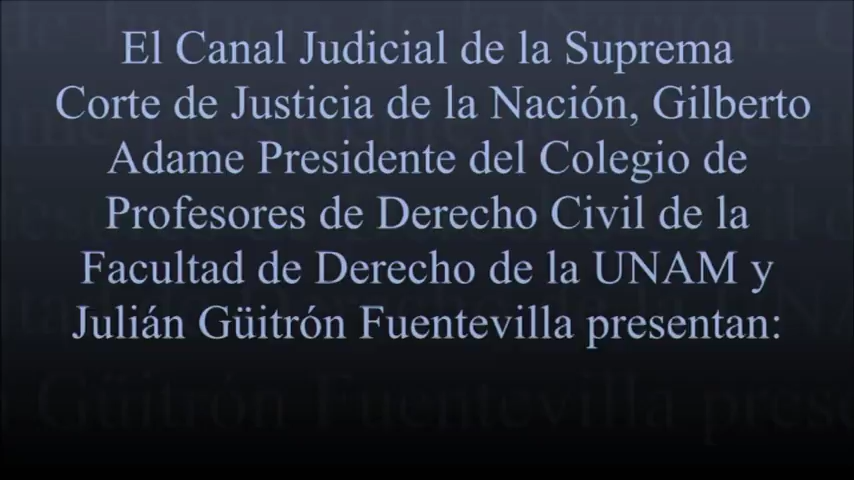 El Canal Judicial de la Suprema
Corte de Justicia de la Nación, Gilberto
Adame Presidente del Colegio de
Profesores de Derecho Civil de la
Facultad de Derecho de la UNAM y
Julián Güitrón Fuentevilla presentan: